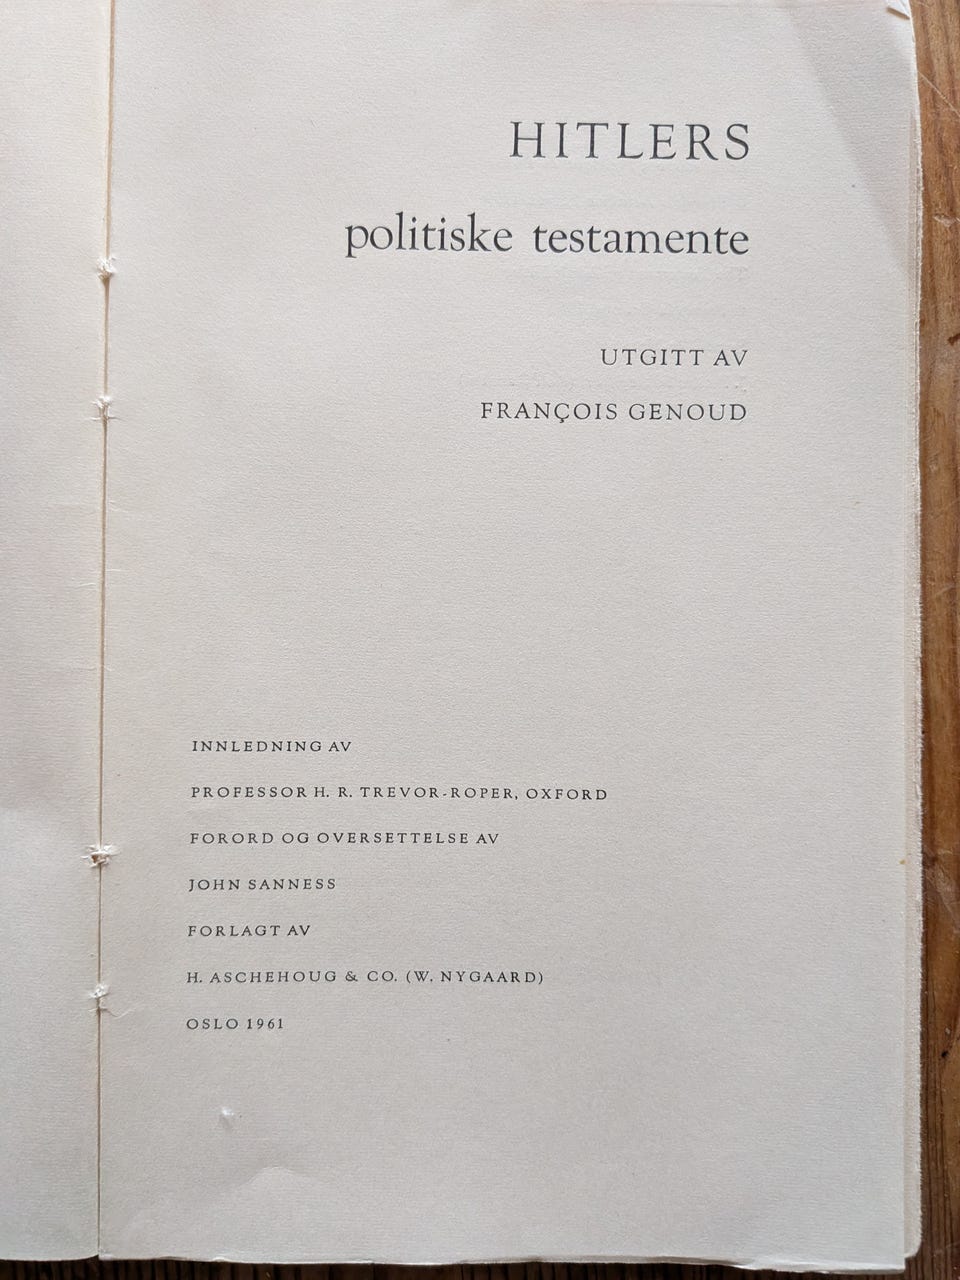 HITLERS
politiske testamente
UTGITT AV
FRANÇOIS GENOUD
INNLEDNING AV
PROFESSOR H. R. TREVOR-ROPER, OXFORD
FORORD OG OVERSETTELSE AV
JOHN SANNESS
FORLAGT AV
H. ASCHEHOUG & CO. (W. NYGAARD)
OSLO 1961